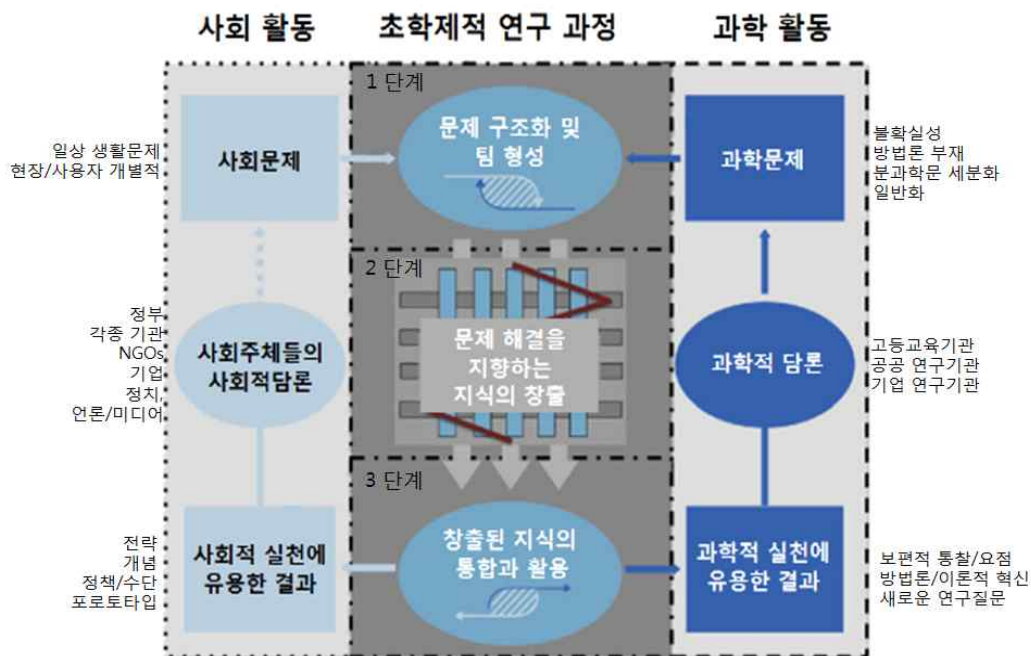 사회 활동
초학제적 연구 과정
과학 활동
1 단계
일상 생활문제
현장/사용자 개별적
사회문제
문제 구조화 및
팀 형성
과학문제
불확실성
방법론 부재
분과학문 세분화
일반화
2 단계
정부
각종 기관
NGOs
기업
정치,
언론/미디어
사회주체들의
사회적담론
문제 해결을
지향하는
지식의 창출
과학적 담론
고등교육기관
공공 연구기관
기업 연구기관
3 단계
전략
개념
정책/수단
포로토타입
사회적 실천에
유용한 결과
창출된 지식의
통합과 활용
과학적 실천에
유용한 결과
보편적 통찰/요점
방법론/이론적 혁신
새로운 연구질문